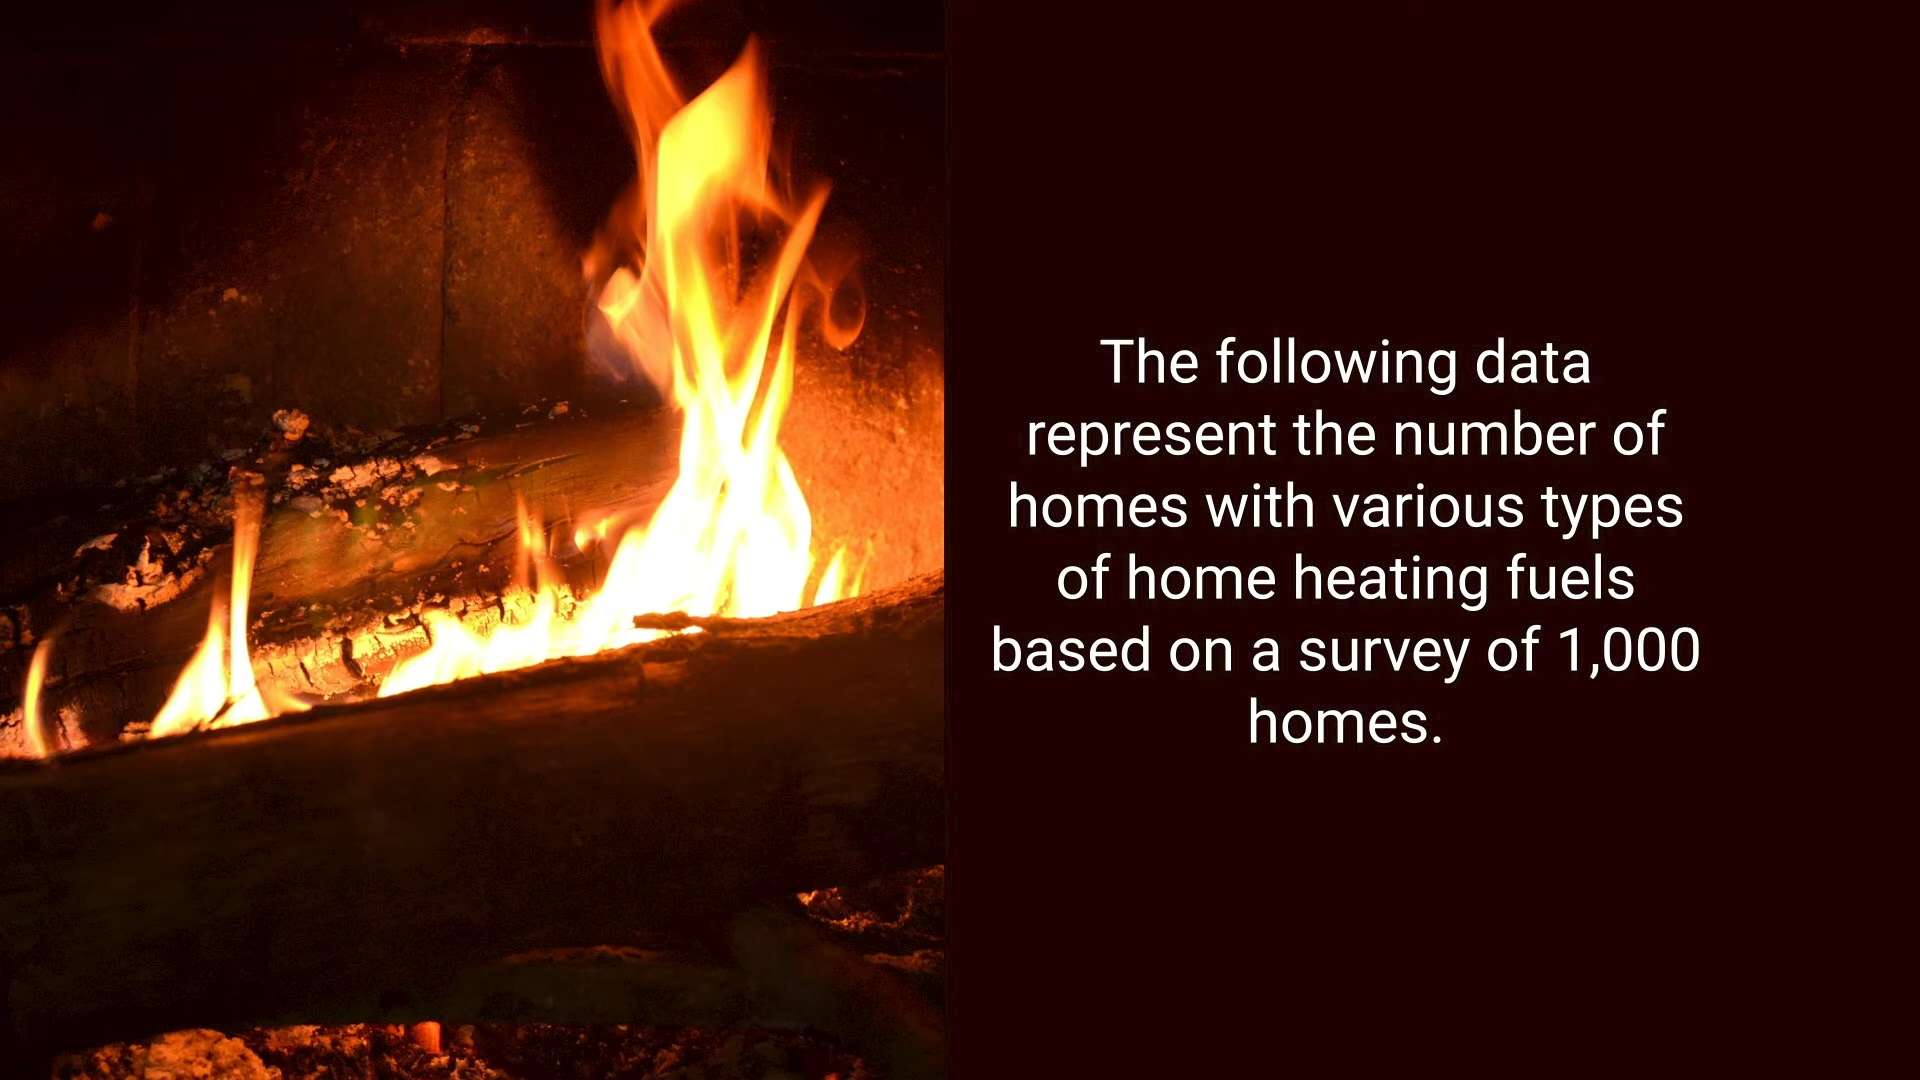 The following data
represent the number of
homes with various types
of home heating fuels
based on a survey of 1,000
homes.